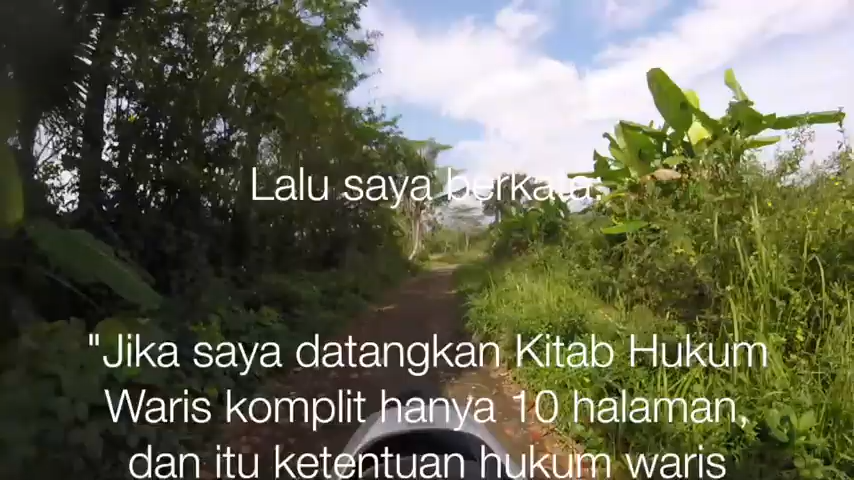 Lalu saya berkata:
"Jika saya datangkan Kitab Hukum
Waris komplit hanya 10 halaman,
dan itu ketentuan hukum waris